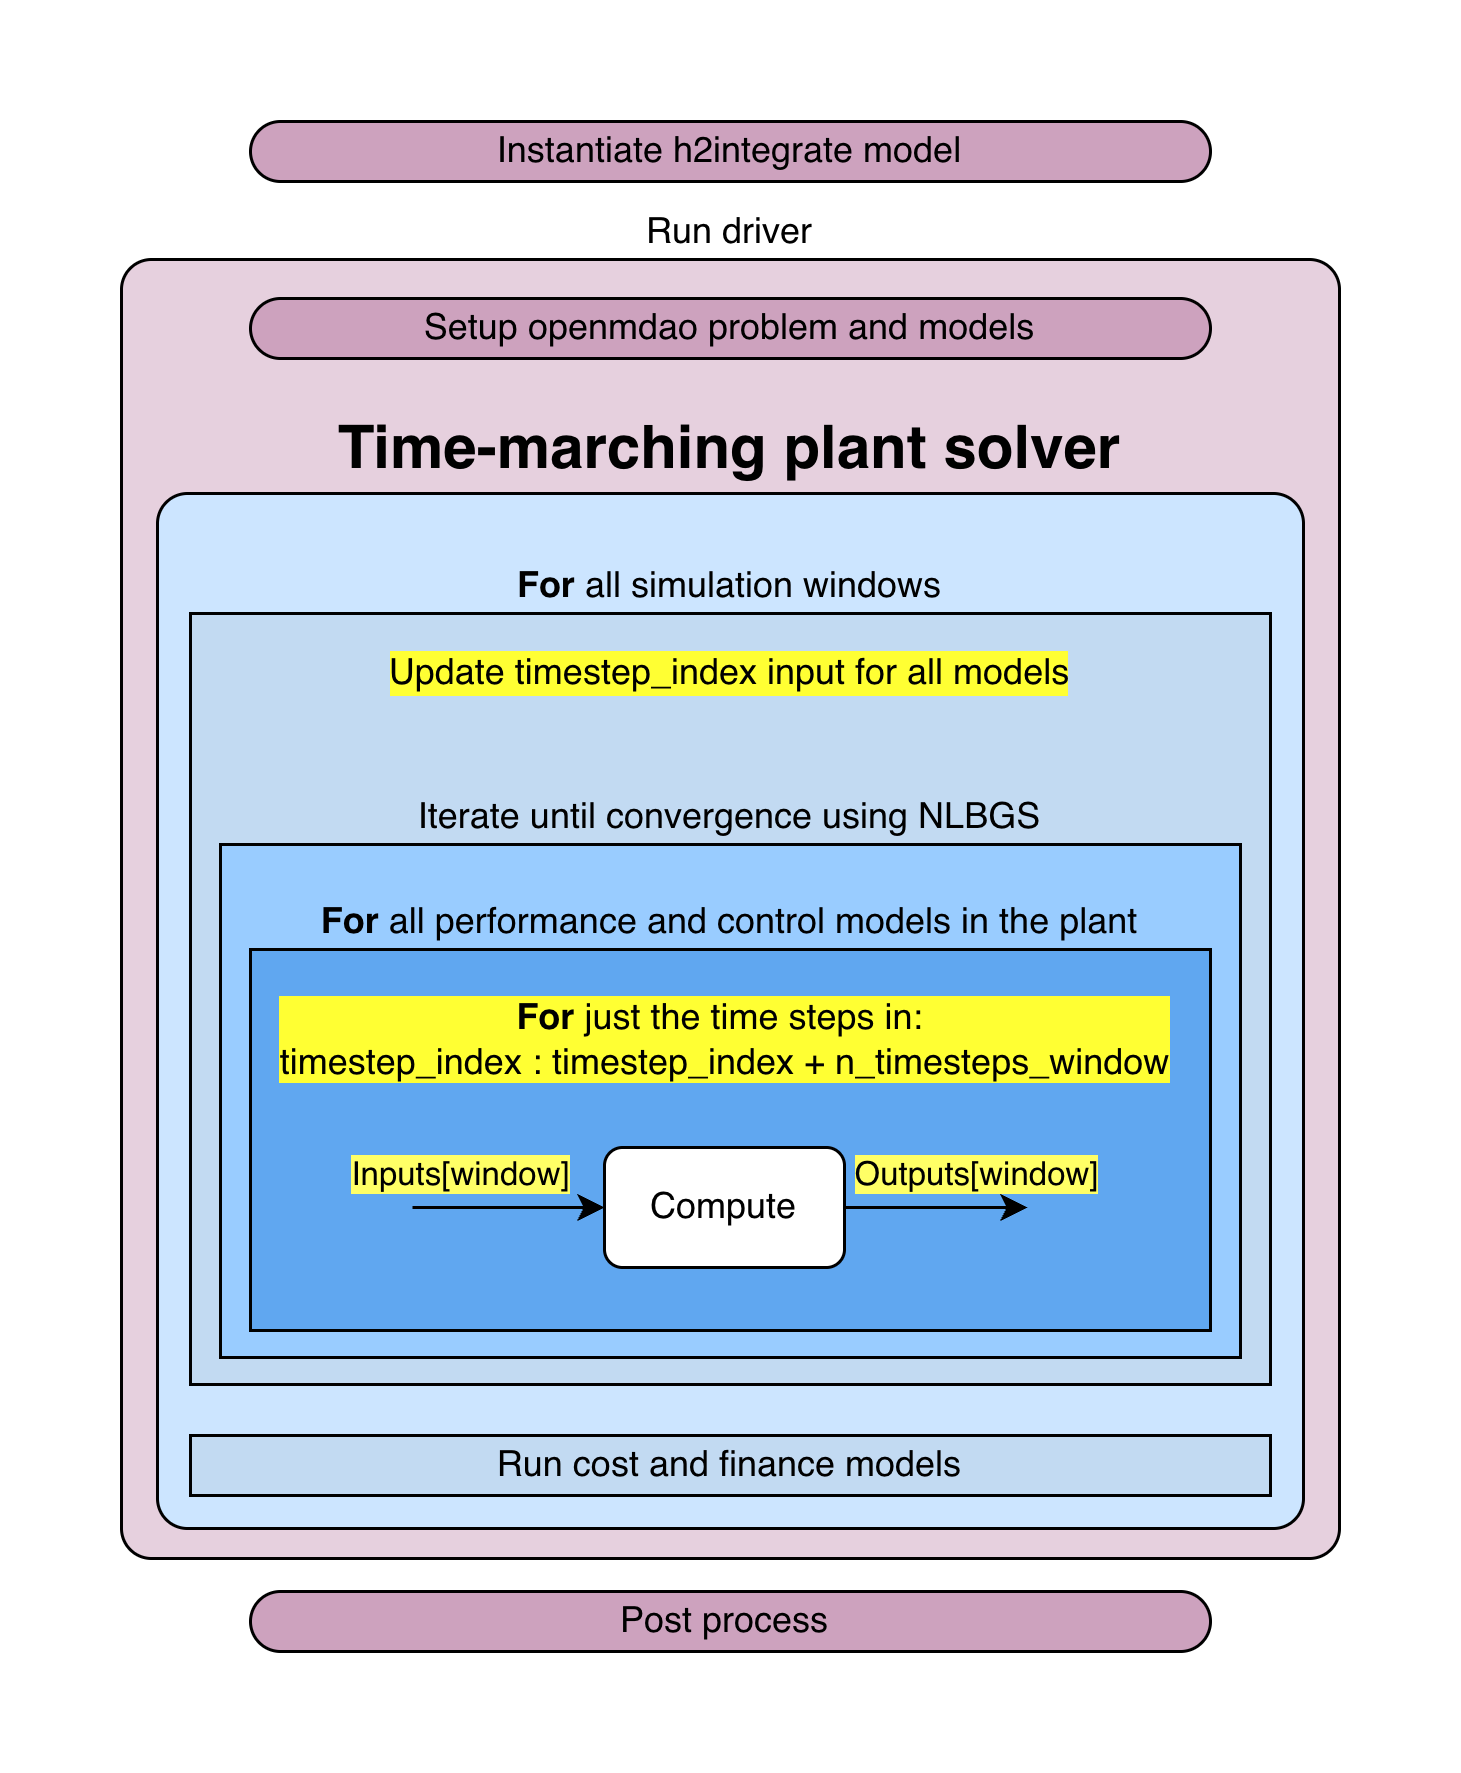 Instantiate h2integrate model
Run driver
Setup openmdao problem and models
Time-marching plant solver
For all simulation windows
Update timestep_index input for all models
Iterate until convergence using NLBGS
For all performance and control models in the plant
For just the time steps in:
timestep_index : timestep_index + n_timesteps_window
Inputs[window]
Compute
Outputs[window]
Run cost and finance models
Post process